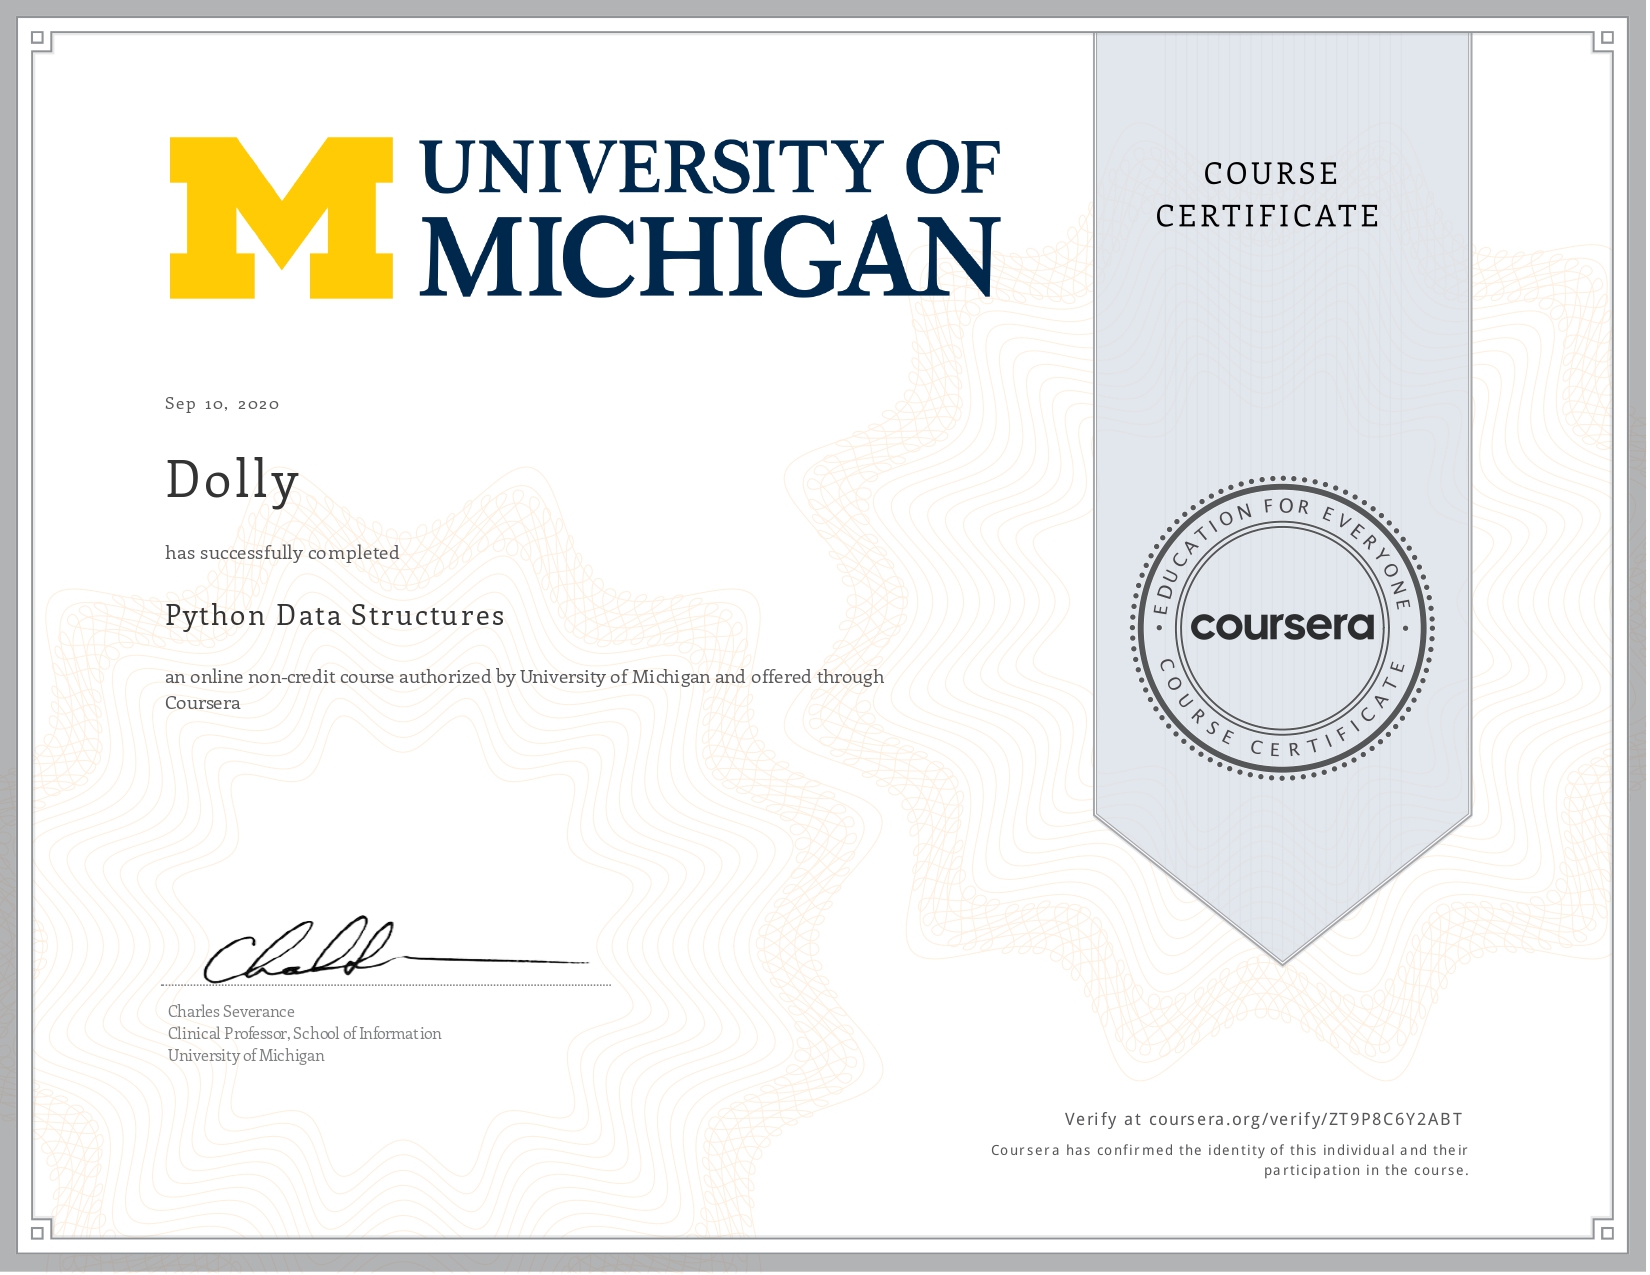 UNIVERSITY OF
MICHIGAN
COURSE
CERTIFICATE
Sep 10, 2020
Dolly
has successfully completed
Python Data Structures
an online non-credit course authorized by University of Michigan and offered through
Coursera
EDUCATION FOR EVERYONE
coursera
COURSE CERTIFICATE
Charles Severance
Clinical Professor, School of Information
University of Michigan
Verify at coursera.org/verify/ZT9P8C6Y2ABT
Coursera has confirmed the identity of this individual and their
participation in the course.